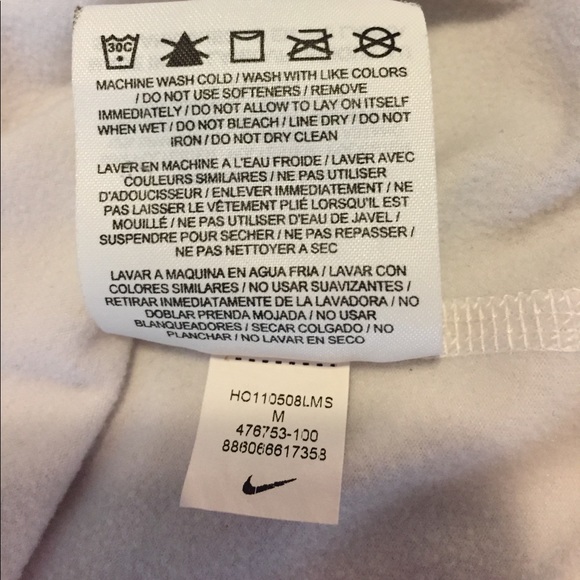 30C
MACHINE WASH COLD / WASH WITH LIKE COLORS
/ DO NOT USE SOFTENERS / REMOVE
IMMEDIATELY / DO NOT ALLOW TO LAY ON ITSELF
WHEN WET / DO NOT BLEACH / LINE DRY / DO NOT
IRON / DO NOT DRY CLEAN
LAVER EN MACHINE A L'EAU FROIDE / LAVER AVEC
COULEURS SIMILAIRES / NE PAS UTILISER
D'ADOUCISSEUR / ENLEVER IMMEDIATEMENT / NE
PAS LAISSER LE VÊTEMENT PLIÉ LORSQU'IL EST
MOUILLÉ / NE PAS UTILISER D'EAU DE JAVEL /
SUSPENDRE POUR SECHER / NE PAS REPASSER /
NE PAS NETTOYER A SEC
LAVAR A MAQUINA EN AGUA FRIA / LAVAR CON
COLORES SIMILARES / NO USAR SUAVIZANTES /
RETIRAR INMEDIATAMENTE DE LA LAVADORA / NO
DOBLAR PRENDA MOJADA / NO USAR
BLANQUEADORES / SECAR COLGADO / NO
PLANCHAR / NO LAVAR EN SECO
HO110508LMS
M
476753-100
886066617358